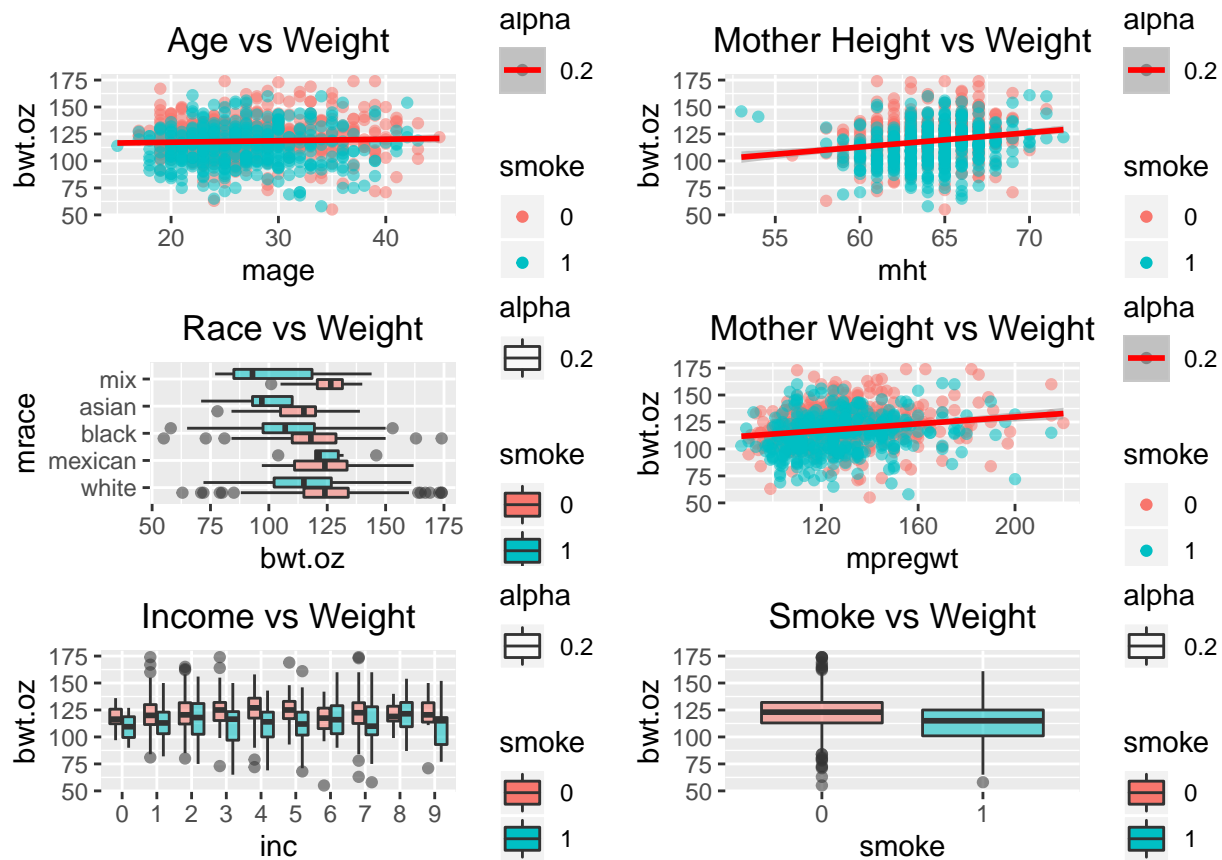 Age vs Weight
bwt.oz
175
150
125
100
75
50
20
30
40
mage
alpha
0.2
smoke
0
1
Mother Height vs Weight
bwt.oz
175
150
125
100
75
50
55
60
65
70
mht
alpha
0.2
smoke
0
1
Race vs Weight
mrace
mix
asian
black
mexican
white
50
75
100
125
150
175
bwt.oz
alpha
0.2
smoke
0
1
Mother Weight vs Weight
bwt.oz
175
150
125
100
75
50
120
160
200
mpregwt
alpha
0.2
smoke
0
1
Income vs Weight
bwt.oz
175
150
125
100
75
50
0
1
2
3
4
5
6
7
8
9
inc
alpha
0.2
smoke
0
1
Smoke vs Weight
bwt.oz
175
150
125
100
75
50
0
1
smoke
alpha
0.2
smoke
0
1